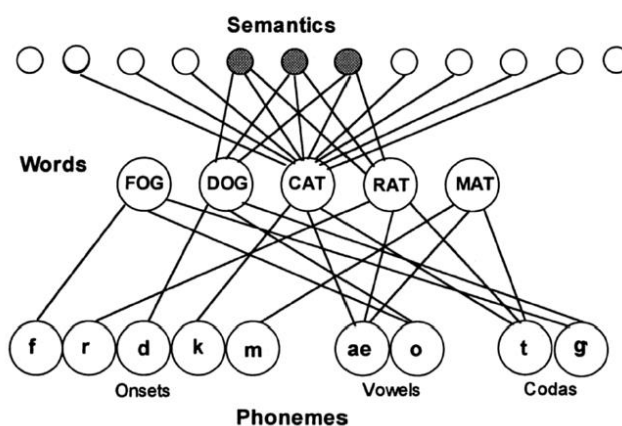 Semantics
Words
FOG DOG CAT RAT MAT
f r d k m ae o t g
Onsets Vowels Codas
Phonemes